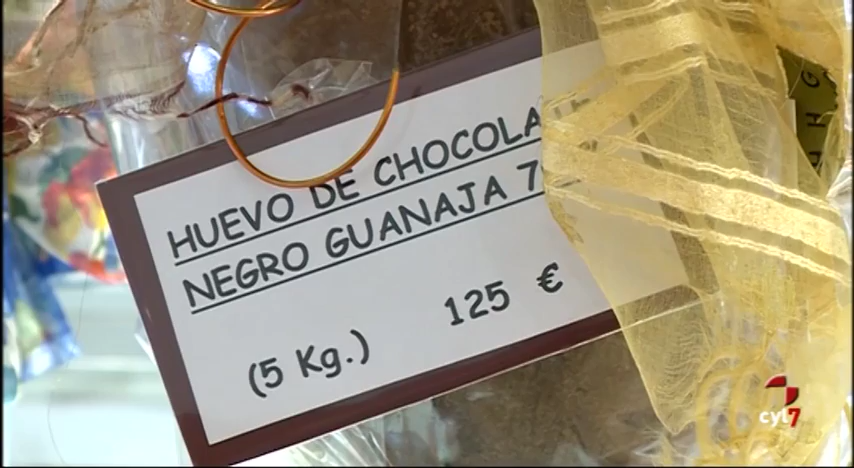 HUEVO DE CHOCOLA
NEGRO GUANAJA 7
125 €
(5 Kg.)
cyl7